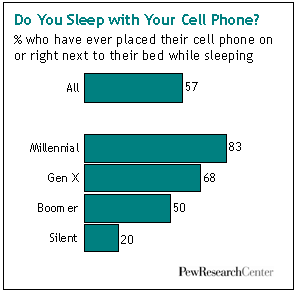 Do You Sleep with Your Cell Phone?
% who have ever placed their cell phone on
or right next to their bed while sleeping
All 57
Millennial 83
Gen X 68
Boomer 50
Silent 20
PewResearchCenter